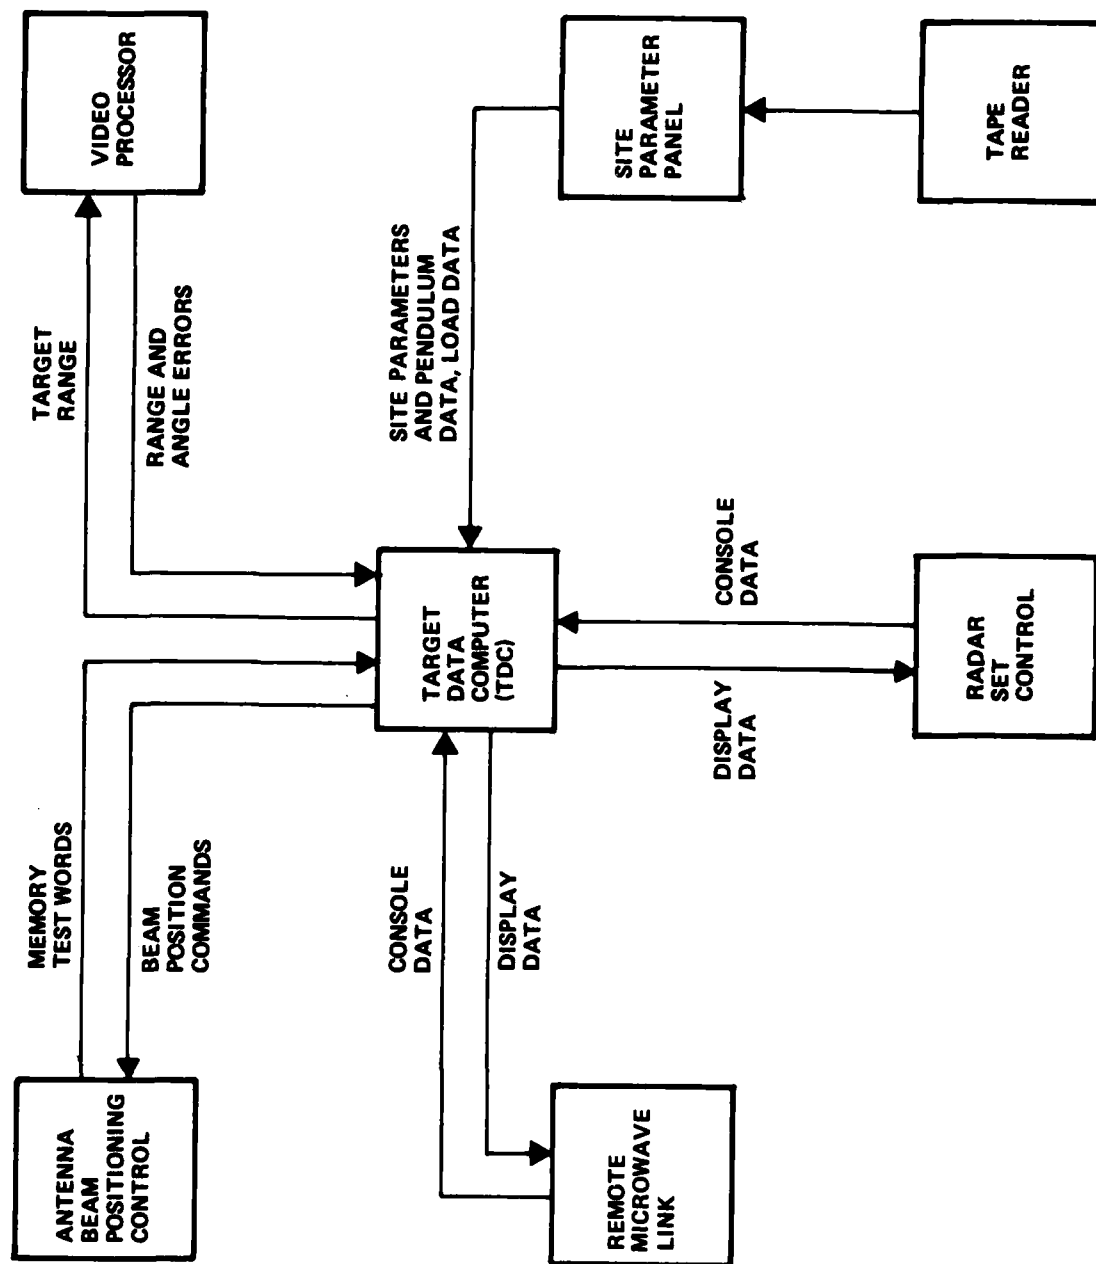 ANTENNA
BEAM
POSITIONING
CONTROL
MEMORY
TEST WORDS
BEAM
POSITION
COMMANDS
TARGET
RANGE
RANGE AND
ANGLE ERRORS
VIDEO
PROCESSOR
REMOTE
MICROWAVE
LINK
CONSOLE
DATA
DISPLAY
DATA
TARGET
DATA
COMPUTER
(TDC)
SITE PARAMETERS
AND PENDULUM
DATA, LOAD DATA
SITE
PARAMETER
PANEL
DISPLAY
DATA
CONSOLE
DATA
RADAR
SET
CONTROL
TAPE
READER